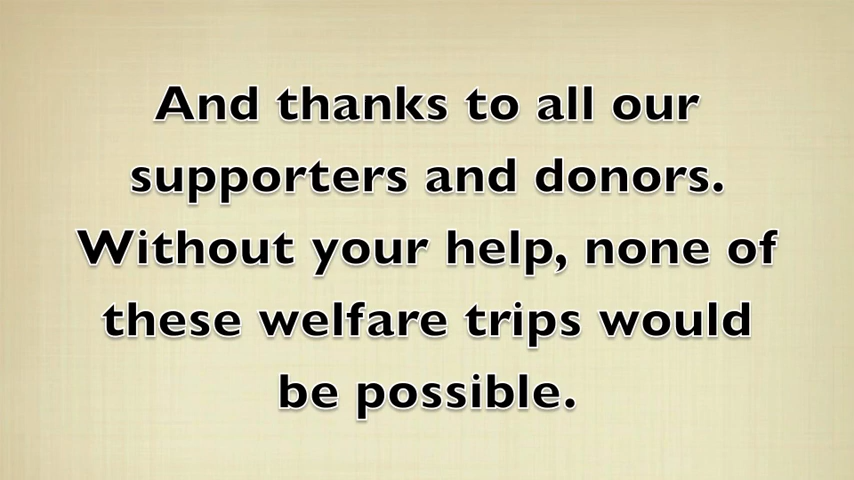 And thanks to all our
supporters and donors.
Without your help, none of
these welfare trips would
be possible.